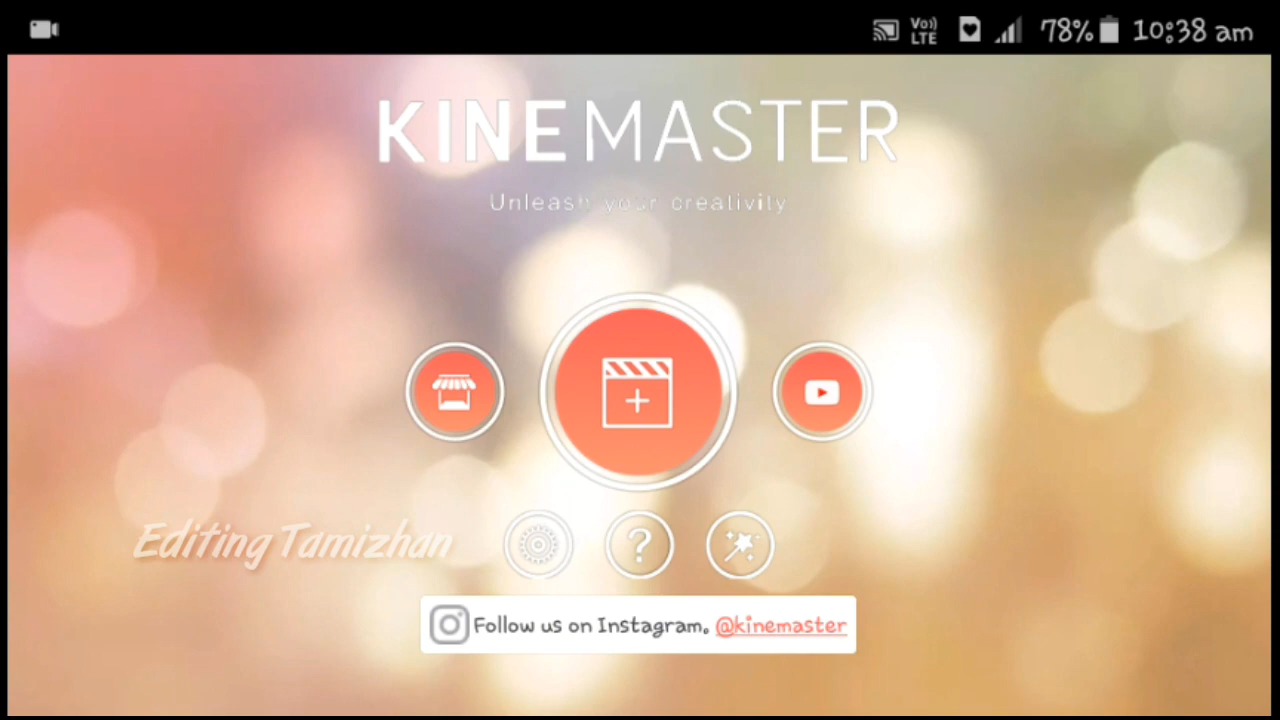 Vo)) LTE 78% 10:38 am
KINEMASTER
Unleash your creativity
Editing Tamizhan
?
Follow us on Instagram. @kinemaster